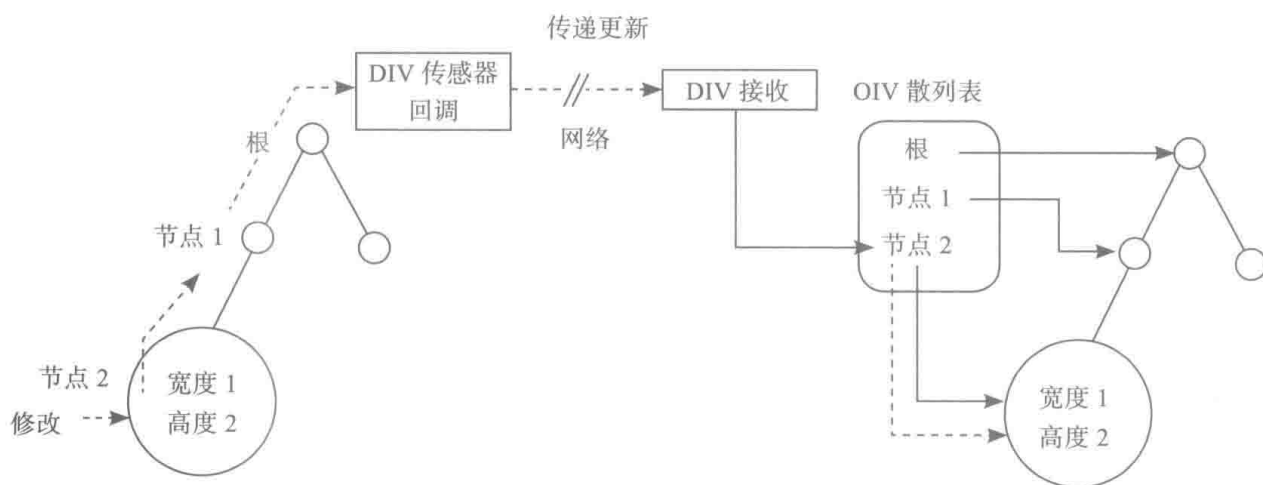 传递更新
DIV 传感器
回调
DIV 接收
OIV 散列表
网络
根
节点 1
节点 2
修改
宽度 1
高度 2
根
节点 1
节点 2
宽度 1
高度 2